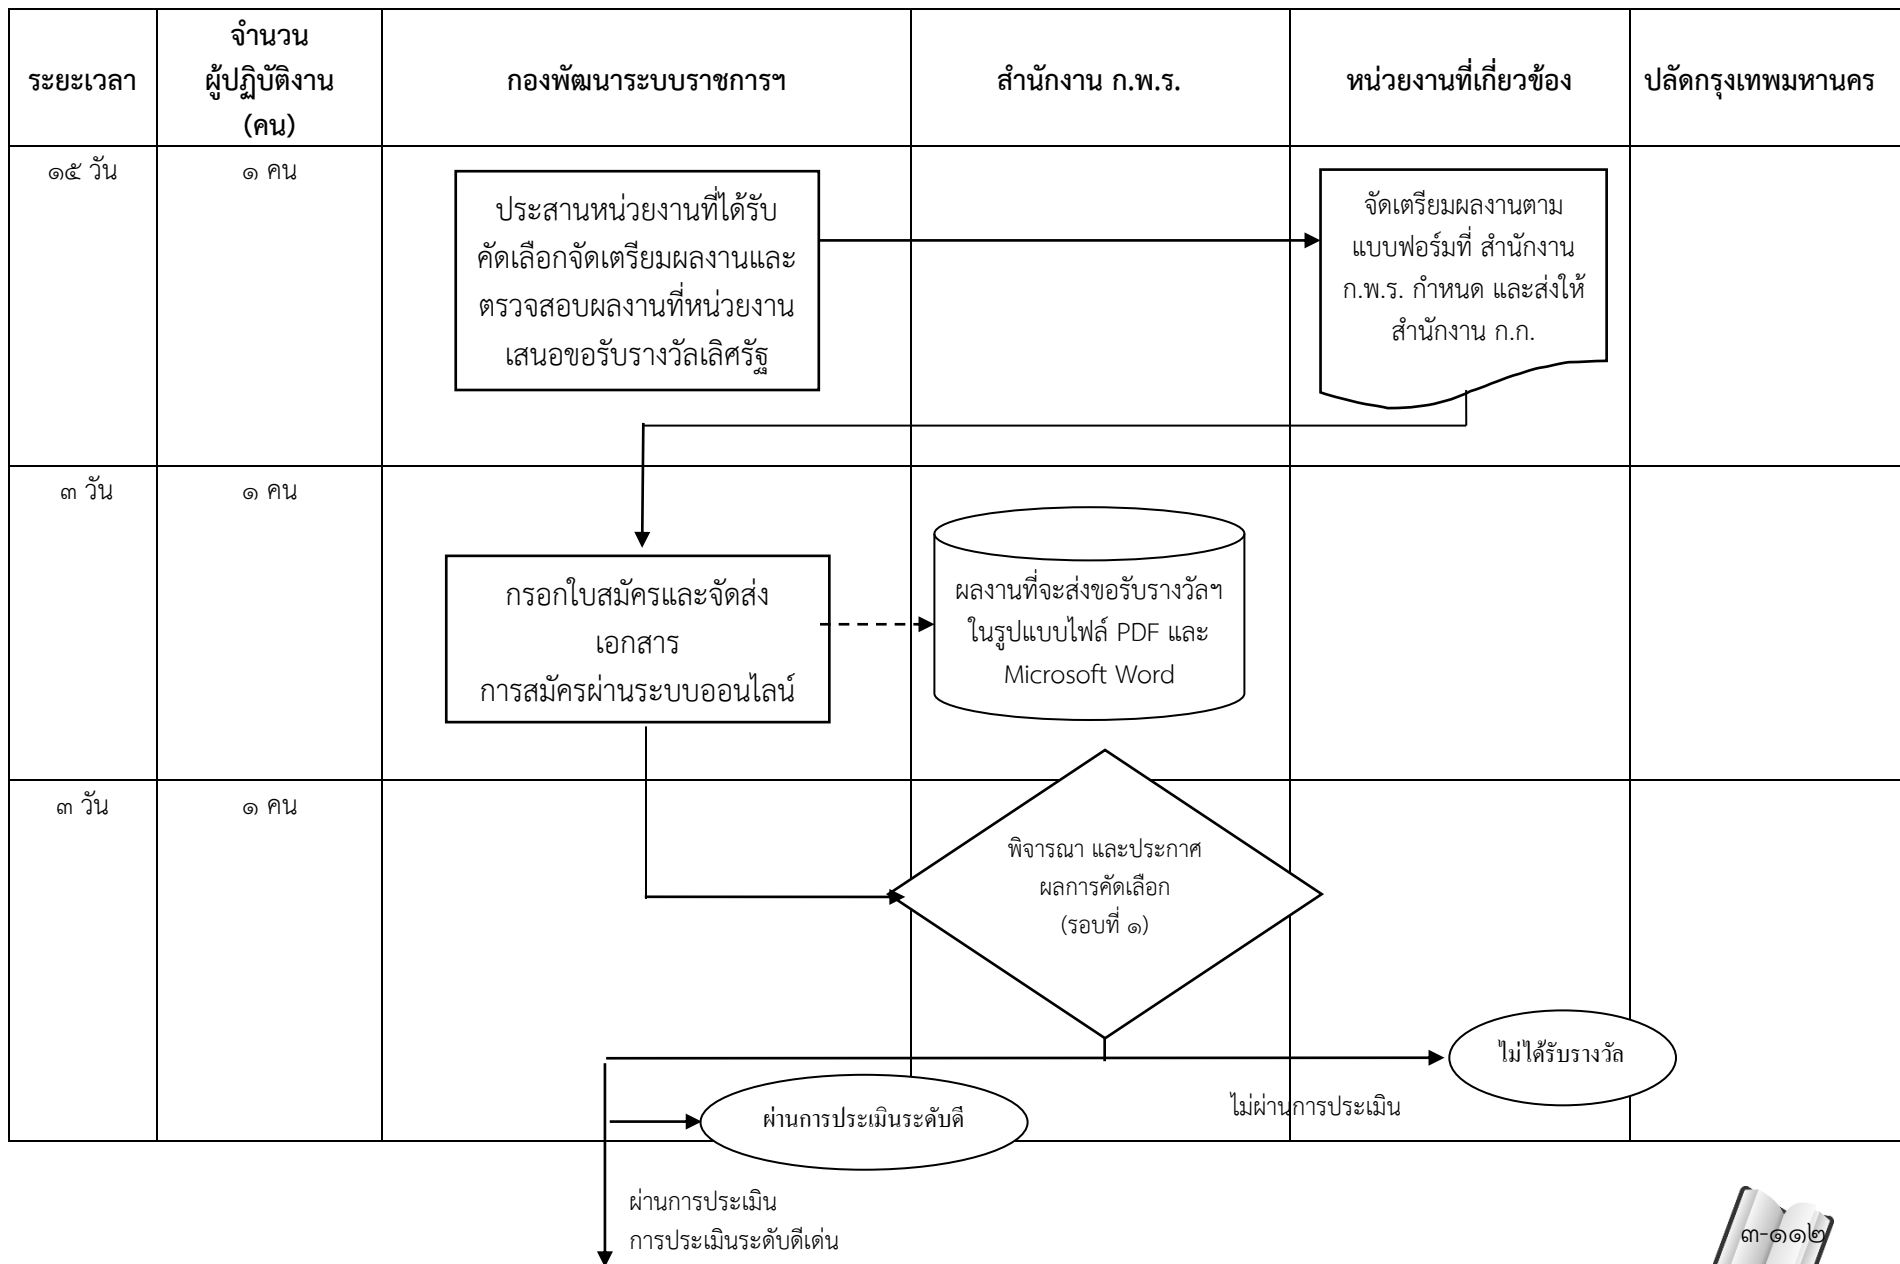 ระยะเวลา
จำนวน
ผู้ปฏิบัติงาน
(คน)
กองพัฒนาระบบราชการฯ
สำนักงาน ก.พ.ร.
หน่วยงานที่เกี่ยวข้อง
ปลัดกรุงเทพมหานคร
๑๕ วัน
๑ คน
ประสานหน่วยงานที่ได้รับ
คัดเลือกจัดเตรียมผลงานและ
ตรวจสอบผลงานที่หน่วยงาน
เสนอขอรับรางวัลเลิศรัฐ
จัดเตรียมผลงานตาม
แบบฟอร์มที่ สำนักงาน
ก.พ.ร. กำหนด และส่งให้
สำนักงาน ก.ก.
๓ วัน
๑ คน
กรอกใบสมัครและจัดส่ง
เอกสาร
การสมัครผ่านระบบออนไลน์
ผลงานที่จะส่งขอรับรางวัลฯ
ในรูปแบบไฟล์ PDF และ
Microsoft Word
๓ วัน
๑ คน
พิจารณา และประกาศ
ผลการคัดเลือก
(รอบที่ ๑)
ไม่ได้รับรางวัล
ไม่ผ่านการประเมิน
ผ่านการประเมินระดับดี
ผ่านการประเมิน
การประเมินระดับดีเด่น
๓-๑๑๒